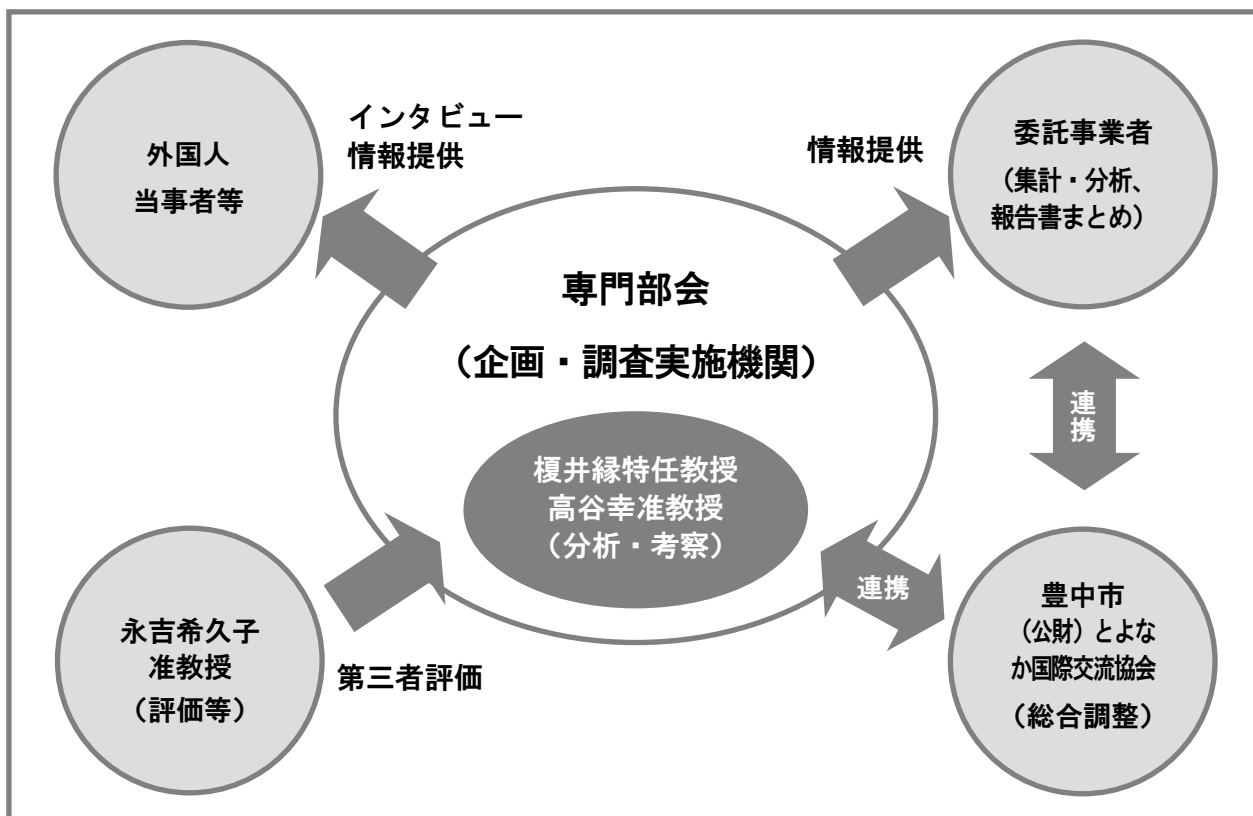 外国人
当事者等
インタビュー
情報提供
情報提供
委託事業者
（集計・分析、
報告書まとめ）
専門部会
（企画・調査実施機関）
榎井縁特任教授
高谷幸准教授
（分析・考察）
連携
連携
永吉希久子
准教授
（評価等）
第三者評価
豊中市
（公財）とよな
か国際交流協会
（総合調整）